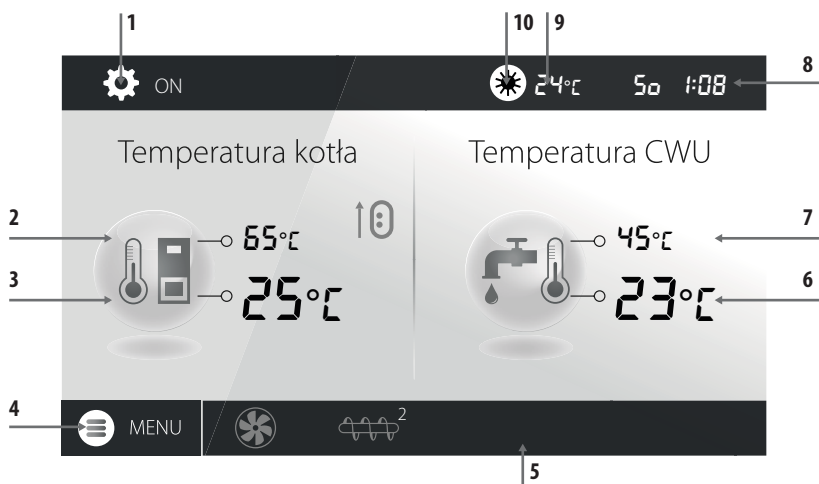 1 10 9
8
ON 24°C So 1:08
Temperatura kotła Temperatura CWU
2 65°C 45°C 7
3 25°C 23°C 6
4
MENU 2
5